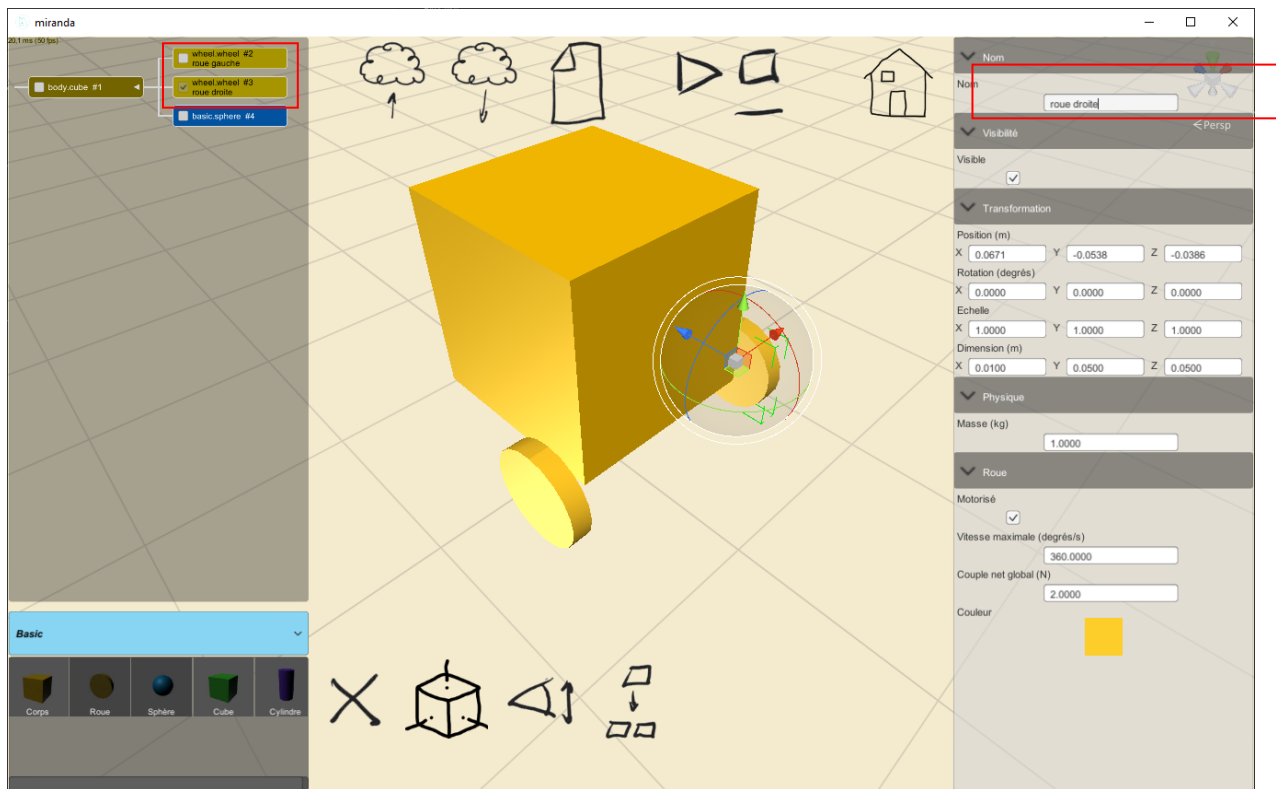 miranda
20.1 ms (50 fps)
wheel.wheel #2
roue gauche
body.cube #1
wheel.wheel #3
roue droite
basic.sphere #4
Basic
Corps
Roue
Sphère
Cube
Cylindre
Nom
Nom
roue droite
Persp
Visibilité
Visible
Transformation
Position (m)
X 0.0671 Y -0.0538 Z -0.0386
Rotation (degrés)
X 0.0000 Y 0.0000 Z 0.0000
Echelle
X 1.0000 Y 1.0000 Z 1.0000
Dimension (m)
X 0.0100 Y 0.0500 Z 0.0500
Physique
Masse (kg)
1.0000
Roue
Motorisé
Vitesse maximale (degrés/s)
360.0000
Couple net global (N)
2.0000
Couleur